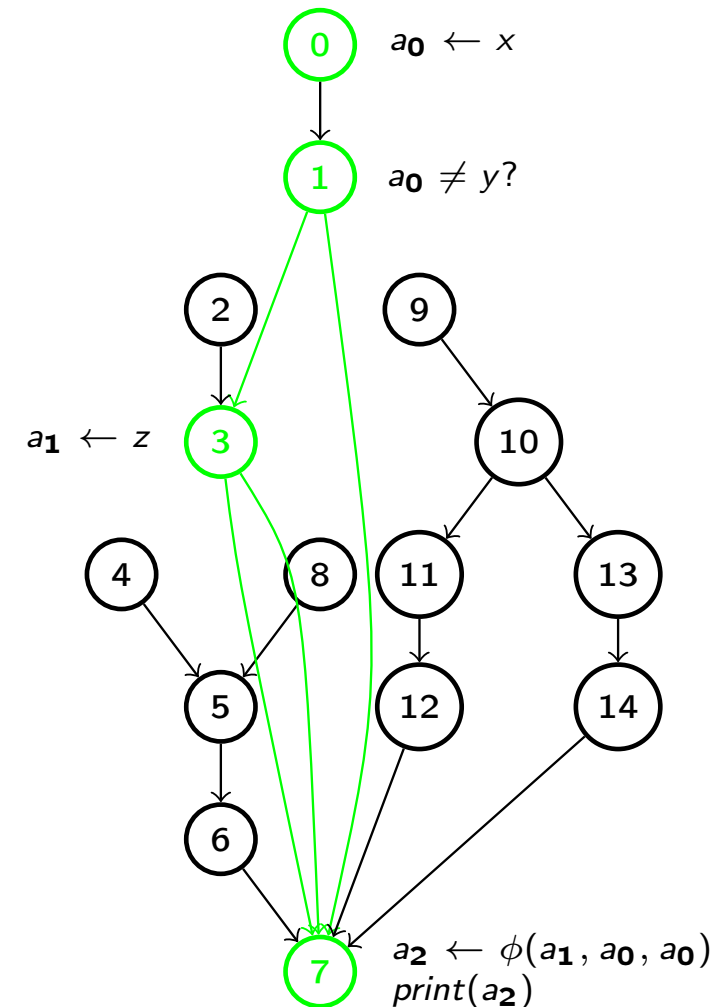 0 a₀ ← x
1 a₀ ≠ y?
2 9
a₁ ← z 3 10
4 8 11 13
5 12 14
6
7 a₂ ← ϕ(a₁, a₀, a₀)
print(a₂)